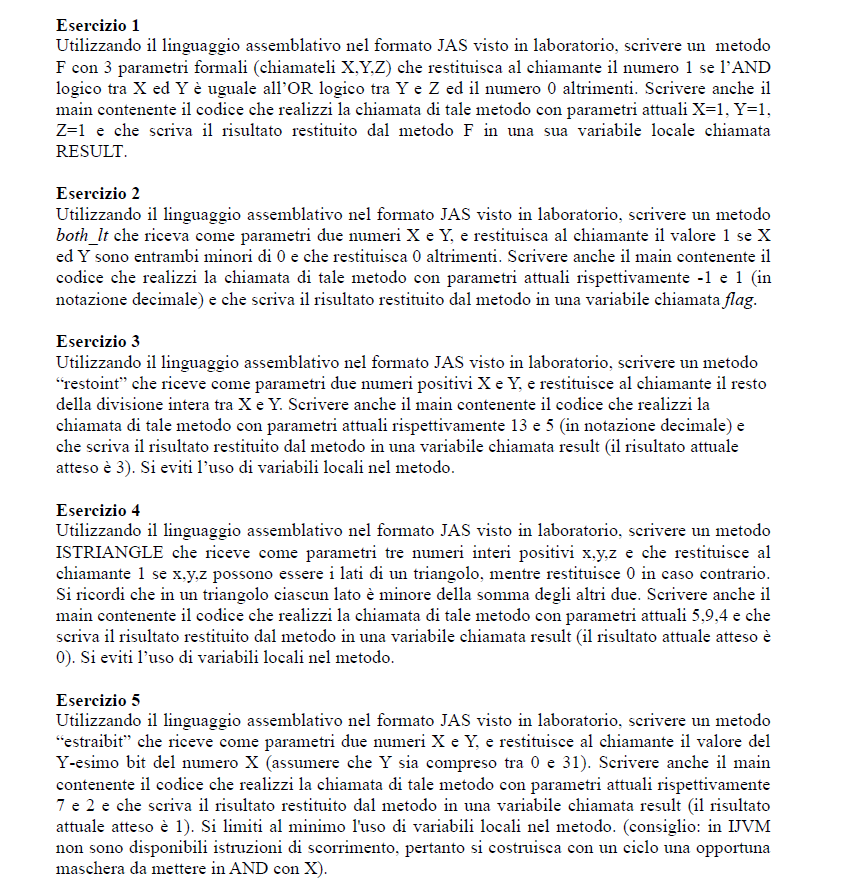 Esercizio 1
Utilizzando il linguaggio assemblativo nel formato JAS visto in laboratorio, scrivere un metodo
F con 3 parametri formali (chiamateli X,Y,Z) che restituisca al chiamante il numero 1 se l'AND
logico tra X ed Y è uguale all'OR logico tra Y e Z ed il numero 0 altrimenti. Scrivere anche il
main contenente il codice che realizzi la chiamata di tale metodo con parametri attuali X=1, Y=1,
Z=1 e che scriva il risultato restituito dal metodo F in una sua variabile locale chiamata
RESULT.
Esercizio 2
Utilizzando il linguaggio assemblativo nel formato JAS visto in laboratorio, scrivere un metodo
both_lt che riceva come parametri due numeri X e Y, e restituisca al chiamante il valore 1 se X
ed Y sono entrambi minori di 0 e che restituisca 0 altrimenti. Scrivere anche il main contenente il
codice che realizzi la chiamata di tale metodo con parametri attuali rispettivamente -1 e 1 (in
notazione decimale) e che scriva il risultato restituito dal metodo in una variabile chiamata flag.
Esercizio 3
Utilizzando il linguaggio assemblativo nel formato JAS visto in laboratorio, scrivere un metodo
“restoint” che riceve come parametri due numeri positivi X e Y, e restituisce al chiamante il resto
della divisione intera tra X e Y. Scrivere anche il main contenente il codice che realizzi la
chiamata di tale metodo con parametri attuali rispettivamente 13 e 5 (in notazione decimale) e
che scriva il risultato restituito dal metodo in una variabile chiamata result (il risultato attuale
atteso è 3). Si eviti l'uso di variabili locali nel metodo.
Esercizio 4
Utilizzando il linguaggio assemblativo nel formato JAS visto in laboratorio, scrivere un metodo
ISTRIANGLE che riceve come parametri tre numeri interi positivi x,y,z e che restituisce al
chiamante 1 se x,y,z possono essere i lati di un triangolo, mentre restituisce 0 in caso contrario.
Si ricordi che in un triangolo ciascun lato è minore della somma degli altri due. Scrivere anche il
main contenente il codice che realizzi la chiamata di tale metodo con parametri attuali 5,9,4 e che
scriva il risultato restituito dal metodo in una variabile chiamata result (il risultato attuale atteso è
0). Si eviti l'uso di variabili locali nel metodo.
Esercizio 5
Utilizzando il linguaggio assemblativo nel formato JAS visto in laboratorio, scrivere un metodo
“estraibit” che riceve come parametri due numeri X e Y, e restituisce al chiamante il valore del
Y-esimo bit del numero X (assumere che Y sia compreso tra 0 e 31). Scrivere anche il main
contenente il codice che realizzi la chiamata di tale metodo con parametri attuali rispettivamente
7 e 2 e che scriva il risultato restituito dal metodo in una variabile chiamata result (il risultato
attuale atteso è 1). Si limiti al minimo l'uso di variabili locali nel metodo. (consiglio: in IJVM
non sono disponibili istruzioni di scorrimento, pertanto si costruisca con un ciclo una opportuna
maschera da mettere in AND con X).